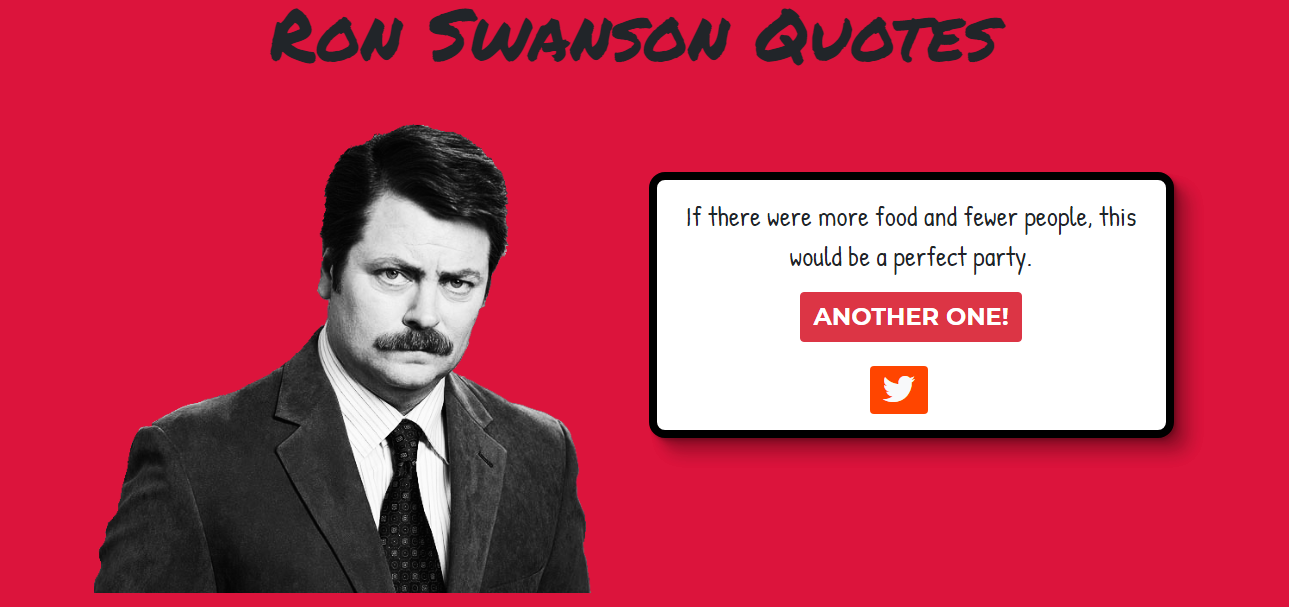 Ron Swanson Quotes
If there were more food and fewer people, this
would be a perfect party.
ANOTHER ONE!